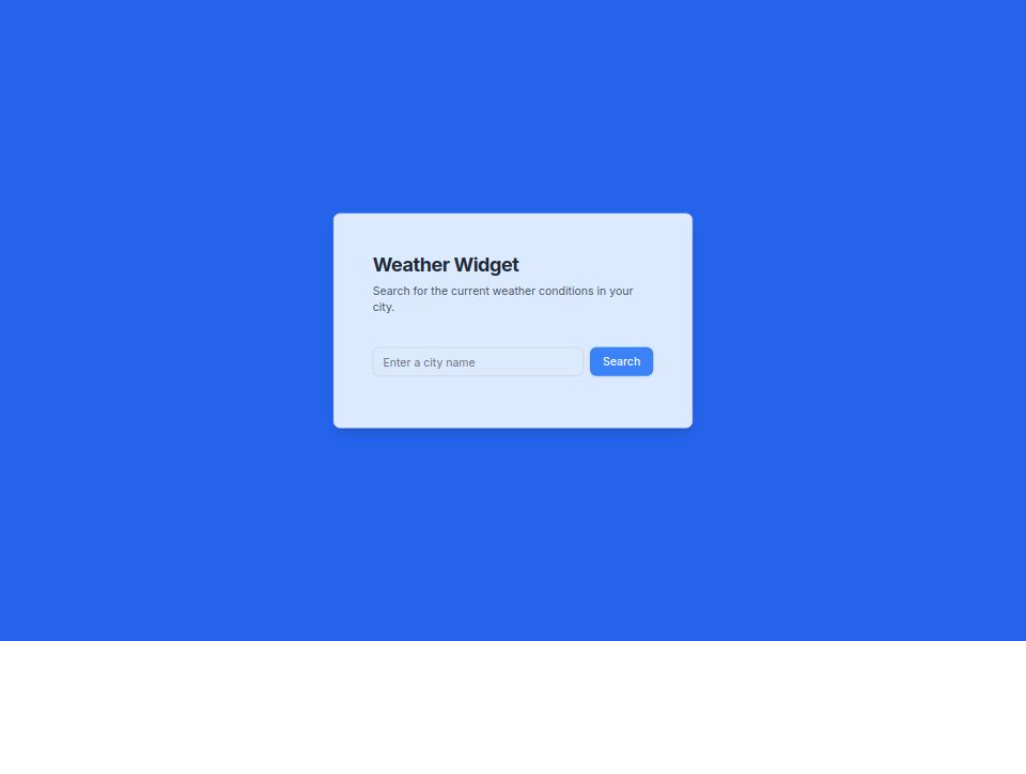 Weather Widget
Search for the current weather conditions in your
city.
Enter a city name
Search